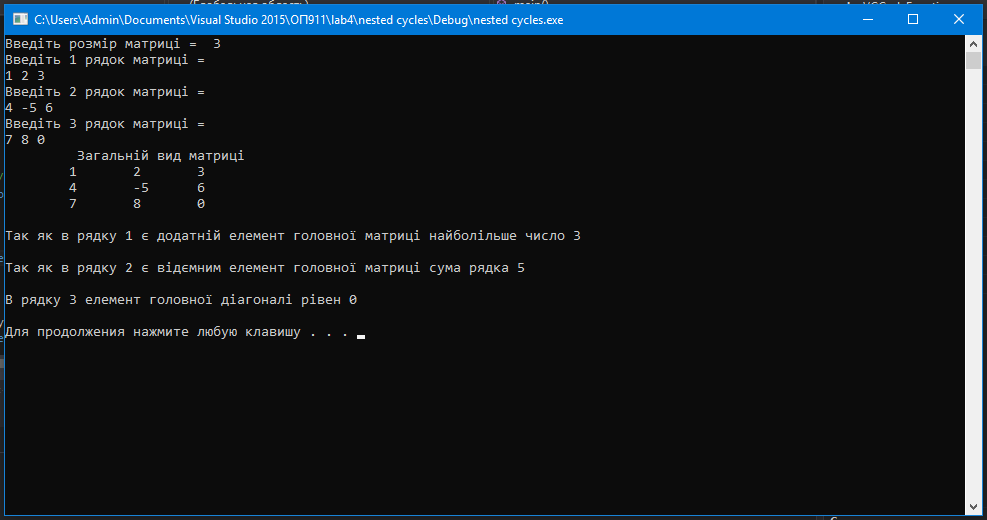 C:\Users\Admin\Documents\Visual Studio 2015\ОП911\lab4\nested cycles\Debug\nested cycles.exe
Введіть розмір матриці =  3
Введіть 1 рядок матриці =
1 2 3
Введіть 2 рядок матриці =
4 -5 6
Введіть 3 рядок матриці =
7 8 0
Загальній вид матриці
1 2 3
4 -5 6
7 8 0
Так як в рядку 1 є додатній елемент головної матриці найболільше число 3
Так як в рядку 2 є відємним елемент головної матриці сума рядка 5
В рядку 3 елемент головної діагоналі рівен 0
Для продолжения нажмите любую клавишу . . .